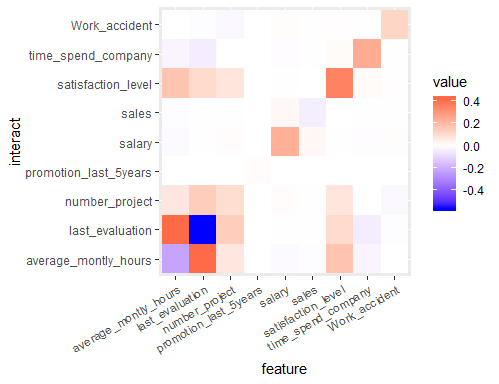 Work_accident
time_spend_company
satisfaction_level
sales
salary
promotion_last_5years
number_project
last_evaluation
average_montly_hours
interact
average_montly_hours
last_evaluation
number_project
promotion_last_5years
salary
sales
satisfaction_level
time_spend_company
Work_accident
feature
value
0.4
0.2
0.0
-0.2
-0.4